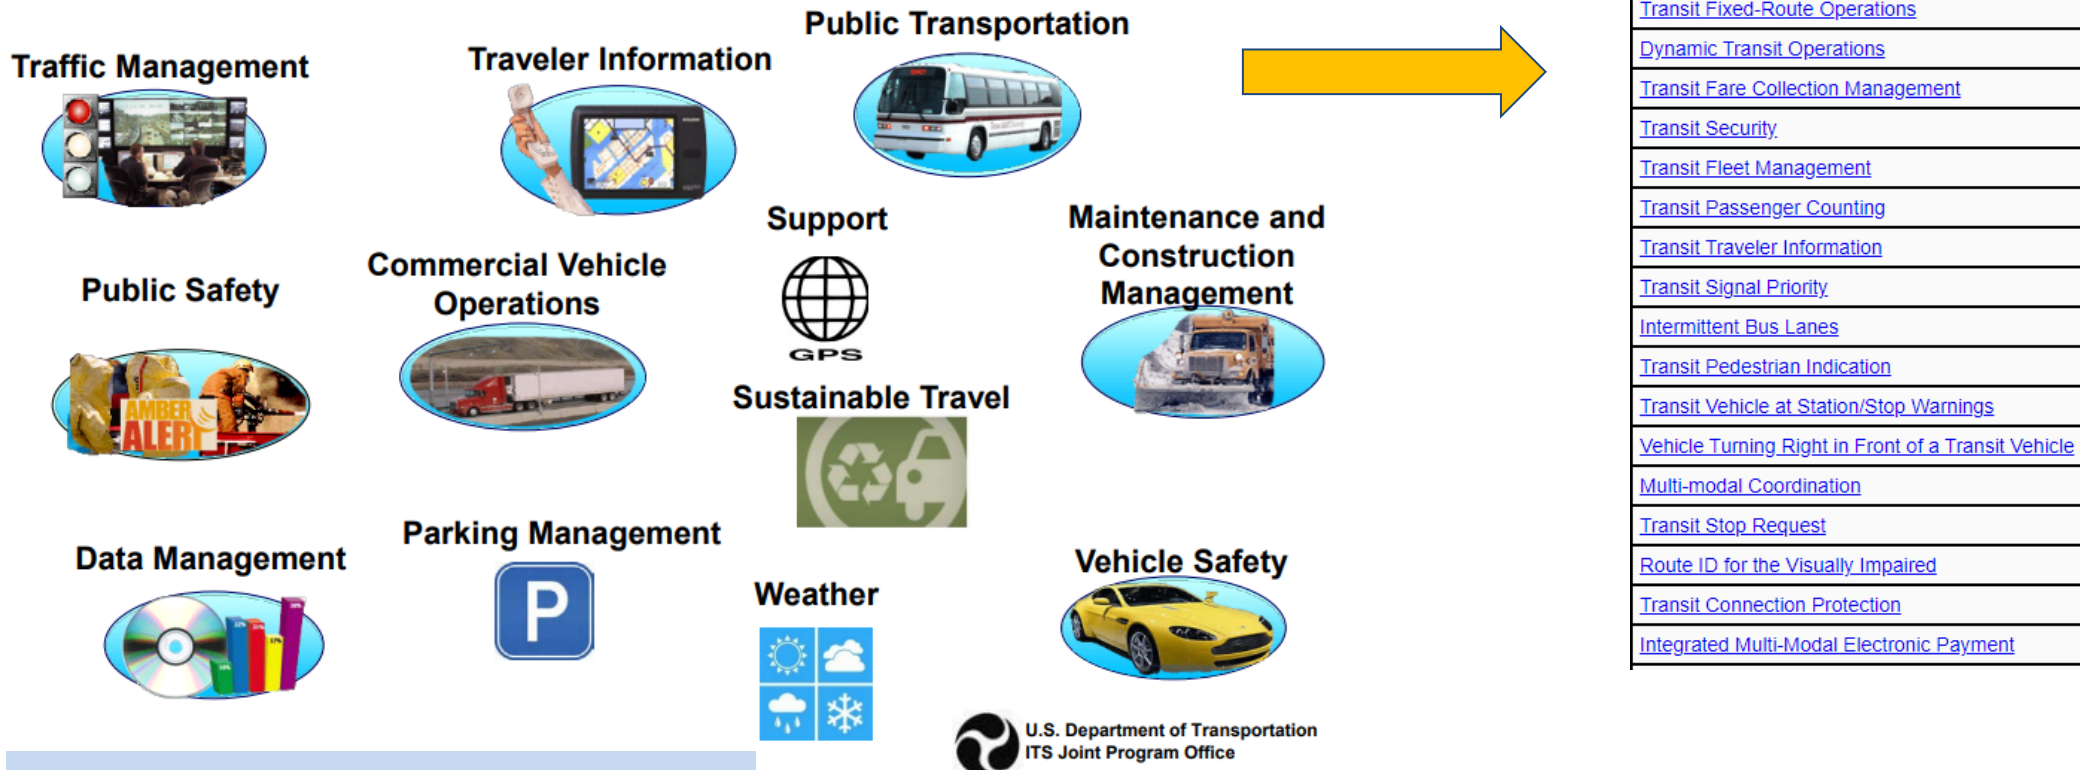 Public Transportation
Traveler Information
Traffic Management
Support
GPS
Maintenance and
Construction
Management
Commercial Vehicle
Operations
Public Safety
AMBER
ALERT
Sustainable Travel
Parking Management
P
Data Management
Vehicle Safety
Weather
U.S. Department of Transportation
ITS Joint Program Office
Transit Fixed-Route Operations
Dynamic Transit Operations
Transit Fare Collection Management
Transit Security
Transit Fleet Management
Transit Passenger Counting
Transit Traveler Information
Transit Signal Priority
Intermittent Bus Lanes
Transit Pedestrian Indication
Transit Vehicle at Station/Stop Warnings
Vehicle Turning Right in Front of a Transit Vehicle
Multi-modal Coordination
Transit Stop Request
Route ID for the Visually Impaired
Transit Connection Protection
Integrated Multi-Modal Electronic Payment